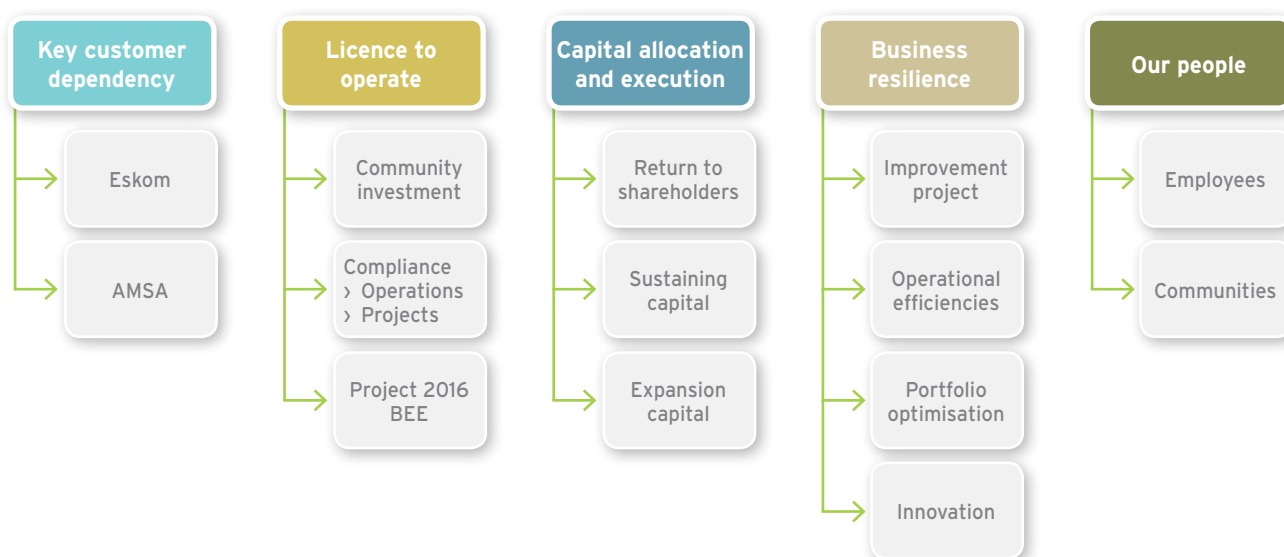 Key customer
dependency
Eskom
AMSA
Licence to
operate
Community
investment
Compliance
› Operations
› Projects
Project 2016
BEE
Capital allocation
and execution
Return to
shareholders
Sustaining
capital
Expansion
capital
Business
resilience
Improvement
project
Operational
efficiencies
Portfolio
optimisation
Innovation
Our people
Employees
Communities